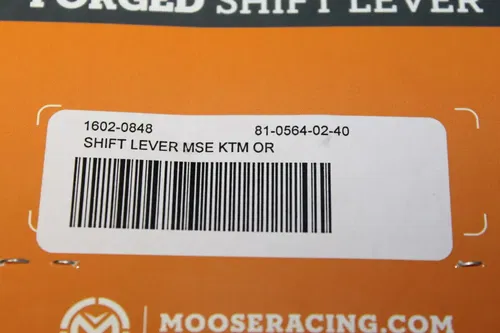 FORGED SHIFT LEVER
1602-0848 81-0564-02-40
SHIFT LEVER MSE KTM OR
MOOSERACING.COM